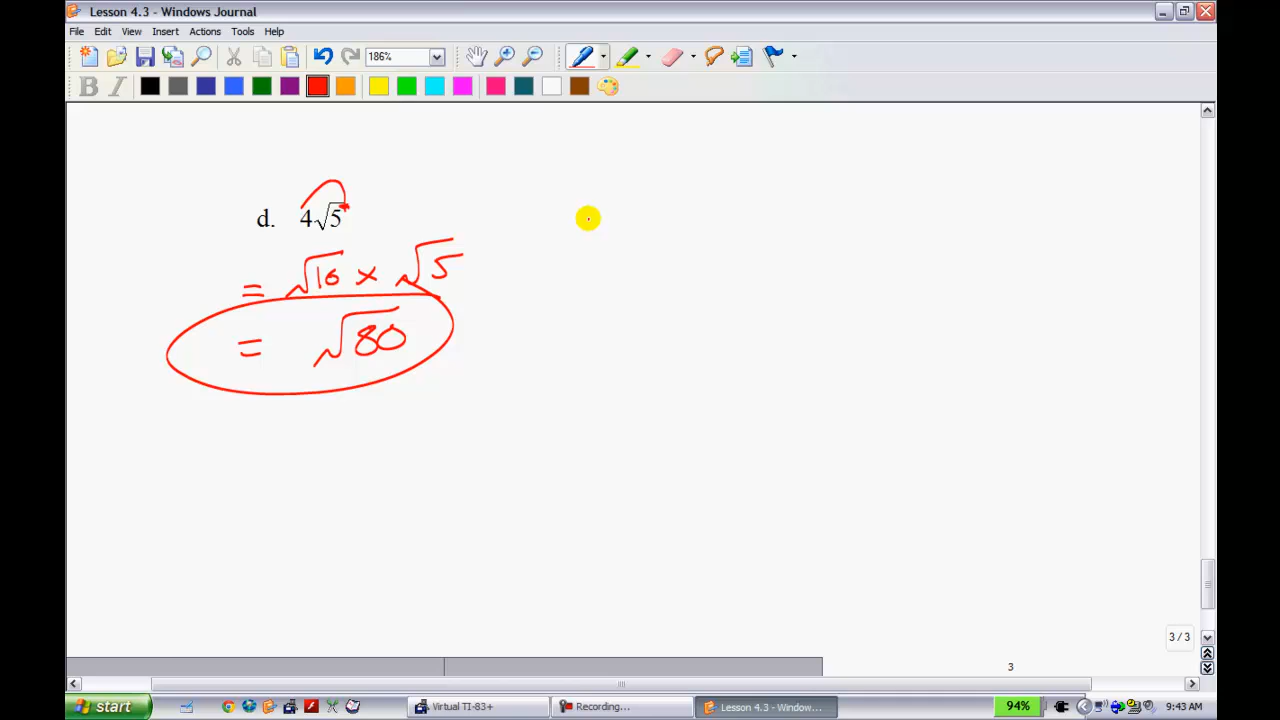 Lesson 4.3 - Windows Journal
File Edit View Insert Actions Tools Help
186%
B I
d. 4√5
= √16 × √5
= √80
3 / 3
3
start Virtual TI-83+ Recording... Lesson 4.3 - Window... 94% 9:43 AM